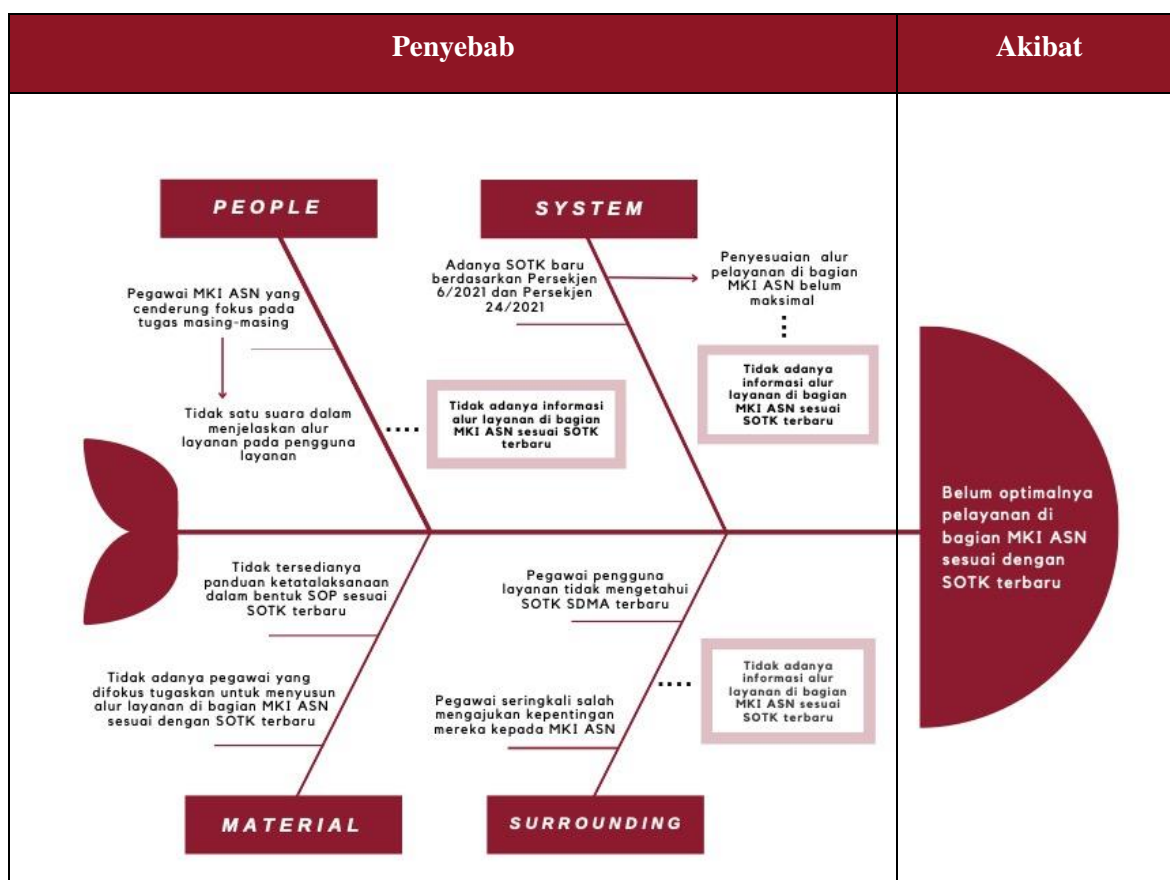 Penyebab
Akibat
PEOPLE
SYSTEM
Pegawai MKI ASN yang
cenderung fokus pada
tugas masing-masing
Tidak satu suara dalam
menjelaskan alur
layanan pada pengguna
layanan
Tidak adanya informasi
alur layanan di bagian
MKI ASN sesuai SOTK
terbaru
Adanya SOTK baru
berdasarkan Persekjen
6/2021 dan Persekjen
24/2021
Penyesuaian alur
pelayanan di bagian
MKI ASN belum
maksimal
Tidak adanya
informasi alur
layanan di bagian
MKI ASN sesuai
SOTK terbaru
Belum optimalnya
pelayanan di
bagian MKI ASN
sesuai dengan
SOTK terbaru
Tidak tersedianya
panduan ketatalaksanaan
dalam bentuk SOP sesuai
SOTK terbaru
Tidak adanya pegawai yang
difokus tugaskan untuk menyusun
alur layanan di bagian MKI ASN
sesuai dengan SOTK terbaru
Pegawai pengguna
layanan tidak mengetahui
SOTK SDMA terbaru
Pegawai seringkali salah
mengajukan kepentingan
mereka kepada MKI ASN
Tidak adanya
informasi alur
layanan di bagian
MKI ASN sesuai
SOTK terbaru
MATERIAL
SURROUNDING